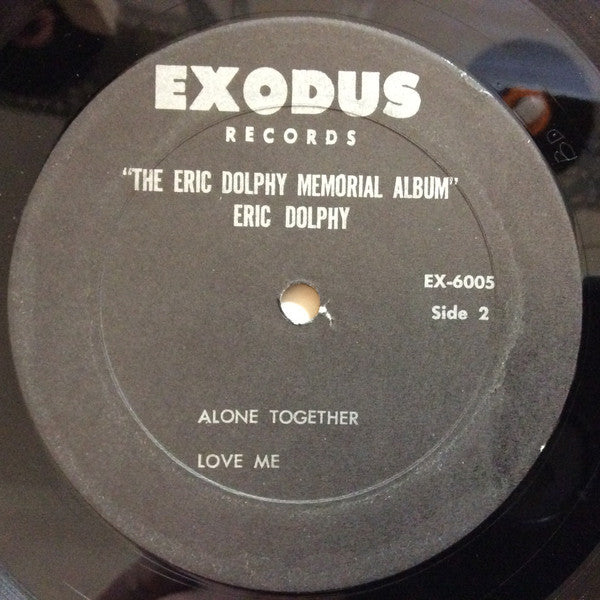 EXODUS
RECORDS
"THE ERIC DOLPHY MEMORIAL ALBUM"
ERIC DOLPHY
EX-6005
Side 2
ALONE TOGETHER
LOVE ME